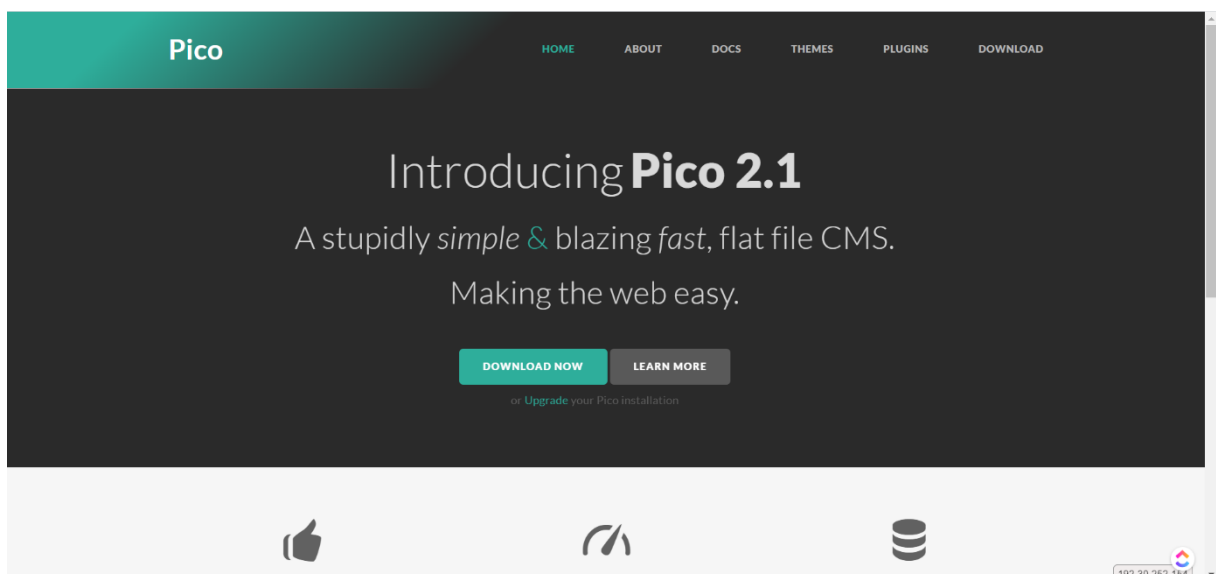 Pico
HOME ABOUT DOCS THEMES PLUGINS DOWNLOAD
Introducing Pico 2.1
A stupidly simple & blazing fast, flat file CMS.
Making the web easy.
DOWNLOAD NOW LEARN MORE
or Upgrade your Pico installation